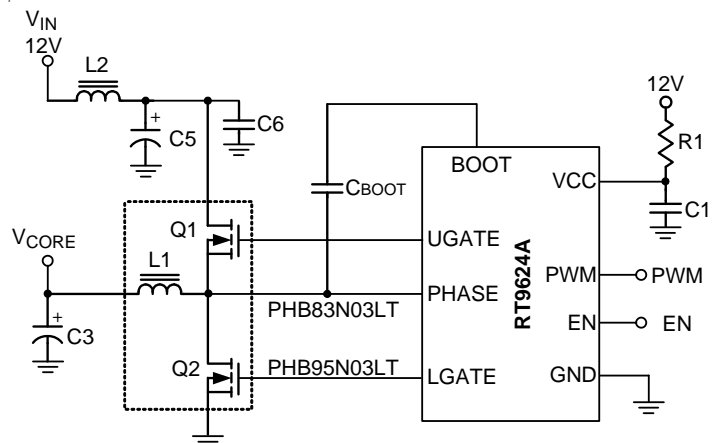 VIN
12V
L2
C5
C6
12V
R1
BOOT
CBOOT
VCC
C1
Q1
UGATE
VCORE
L1
RT9624A
PWM
PWM
PHASE
PHB83N03LT
EN
EN
C3
Q2
PHB95N03LT
LGATE
GND